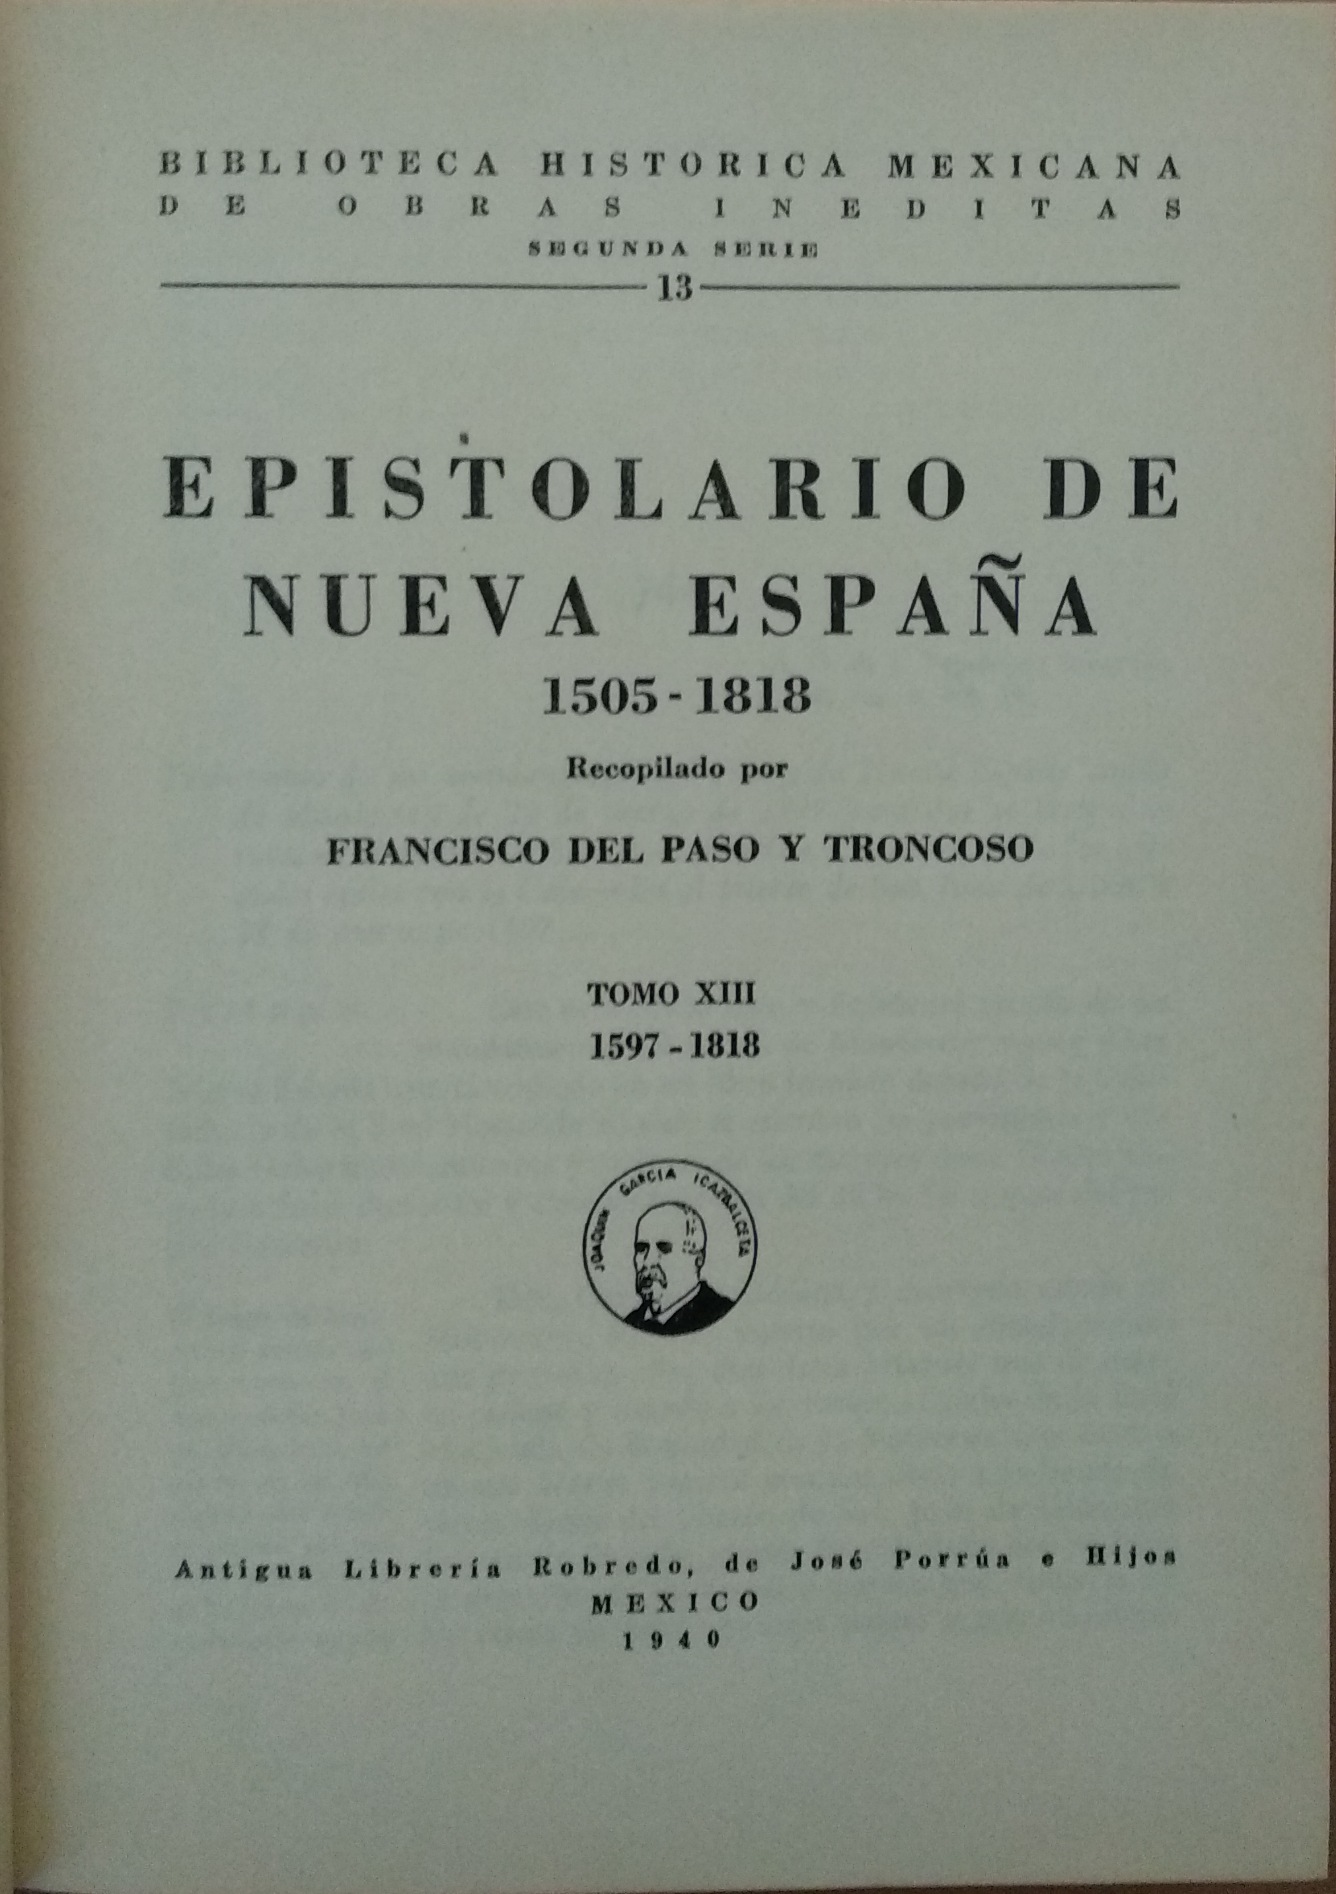 BIBLIOTECA HISTORICA MEXICANA
DE OBRAS INEDITAS
SEGUNDA SERIE
13
EPISTOLARIO DE
NUEVA ESPAÑA
1505-1818
Recopilado por
FRANCISCO DEL PASO Y TRONCOSO
TOMO XIII
1597-1818
JOAQUIN GARCIA ICAZBALCETA
Antigua Librería Robredo, de José Porrúa e Hijos
MEXICO
1940